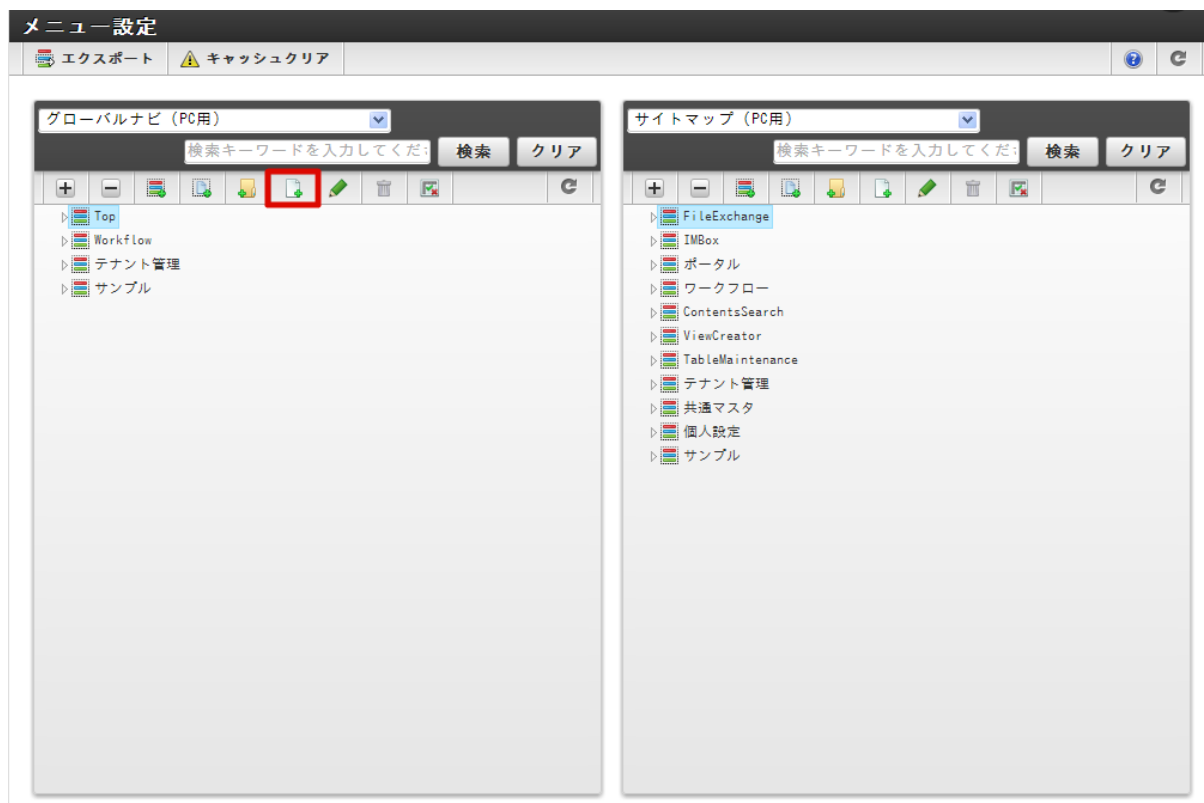 メニュー設定
エクスポート キャッシュクリア
グローバルナビ (PC用)
検索キーワードを入力してくださ 検索 クリア
Top
Workflow
テナント管理
サンプル
サイトマップ (PC用)
検索キーワードを入力してくださ 検索 クリア
FileExchange
IMBox
ポータル
ワークフロー
ContentsSearch
ViewCreator
TableMaintenance
テナント管理
共通マスタ
個人設定
サンプル